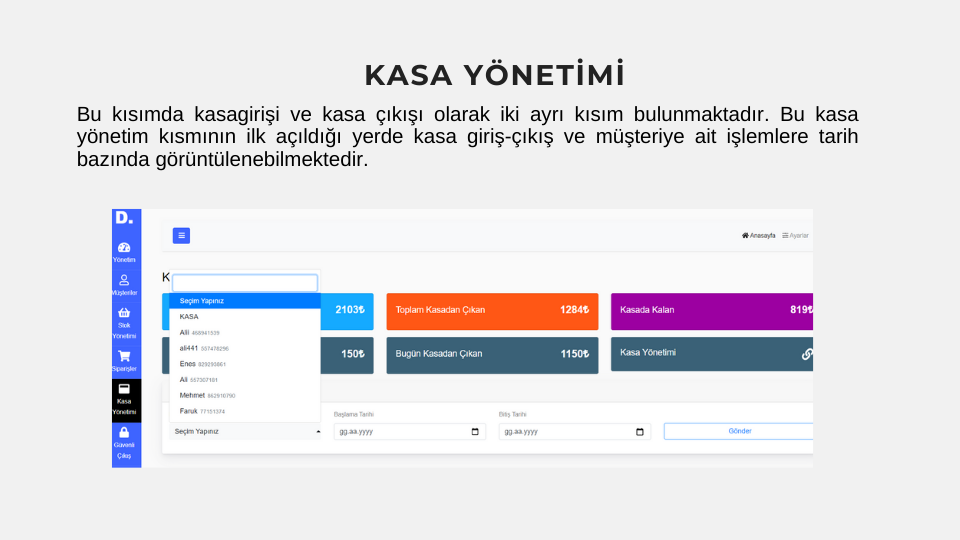 KASA YÖNETİMİ
Bu kısımda kasagirişi ve kasa çıkışı olarak iki ayrı kısım bulunmaktadır. Bu kasa
yönetim kısmının ilk açıldığı yerde kasa giriş-çıkış ve müşteriye ait işlemlere tarih
bazında görüntülenebilmektedir.
D.
Anasayfa Ayarlar
Yönetim
Müşteriler
Stok
Yönetimi
Siparişler
Kasa
Yönetimi
Güvenli
Çıkış
K
Seçim Yapınız
KASA
Alli 468941939
ali441 557478296
Enes 829293861
Ali 557357181
Mehmet 862910790
Faruk 77151374
Seçim Yapınız
2103₺
Toplam Kasadan Çıkan 1284₺
Kasada Kalan 819₺
150₺
Bugün Kasadan Çıkan 1150₺
Kasa Yönetimi
Başlama Tarihi
gg.aa.yyyy
Bitiş Tarihi
gg.aa.yyyy
Gönder